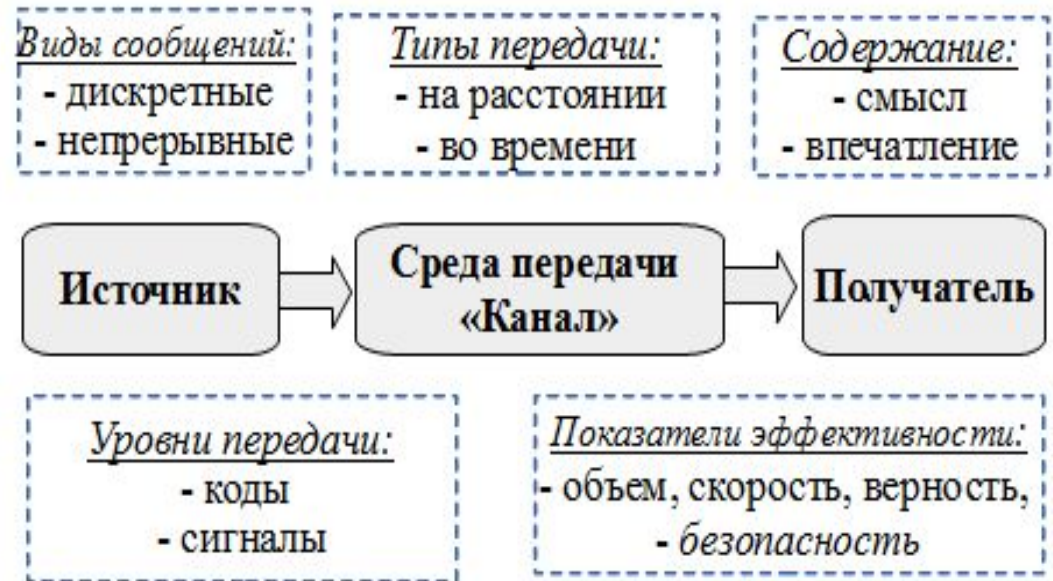 Виды сообщений:
- дискретные
- непрерывные
Типы передачи:
- на расстоянии
- во времени
Содержание:
- смысл
- впечатление
Источник
Среда передачи
«Канал»
Получатель
Уровни передачи:
- коды
- сигналы
Показатели эффективности:
- объем, скорость, верность,
- безопасность